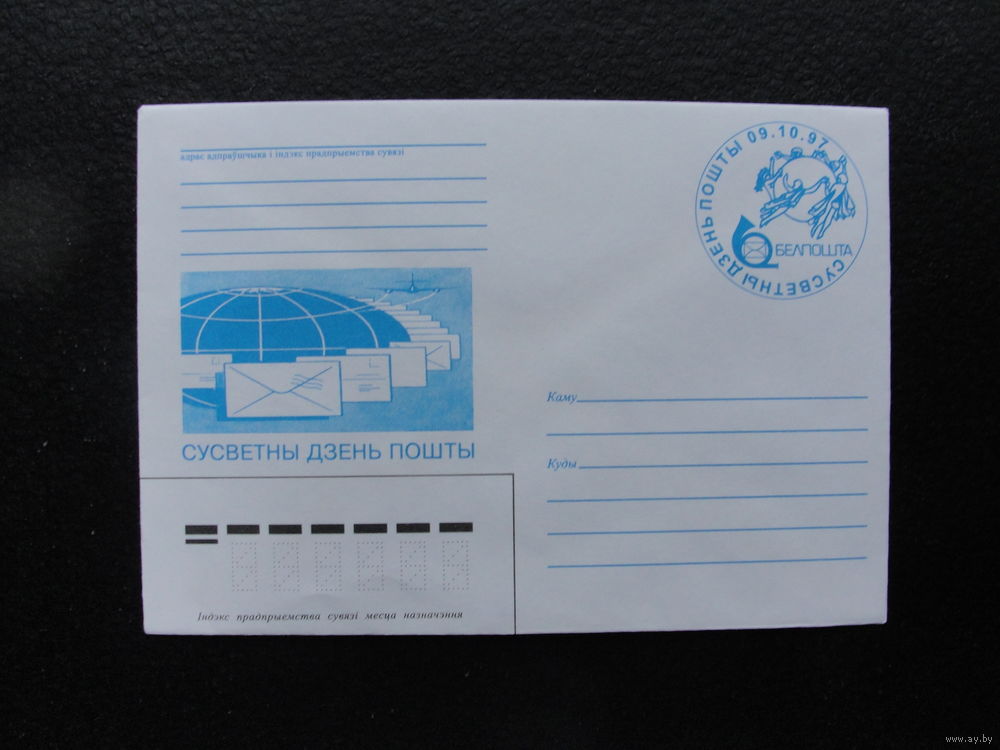 адрас адпраўшчыка і індэкс прадпрыемства сувязі
СУСВЕТНЫ ДЗЕНЬ ПОШТЫ 09.10.97
БЕЛПОШТА
Каму
Куды
СУСВЕТНЫ ДЗЕНЬ ПОШТЫ
Індэкс прадпрыемства сувязі месца назначэння
www.ay.by